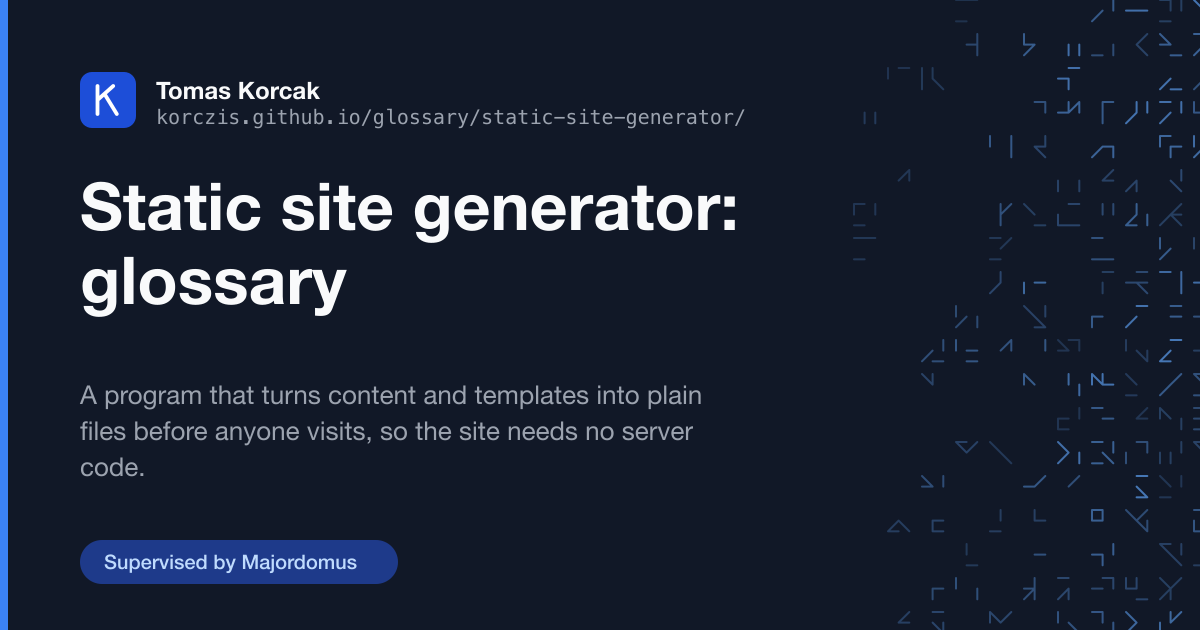 Tomas Korcak
korczis.github.io/glossary/static-site-generator/
Static site generator:
glossary
A program that turns content and templates into plain
files before anyone visits, so the site needs no server
code.
Supervised by Majordomus